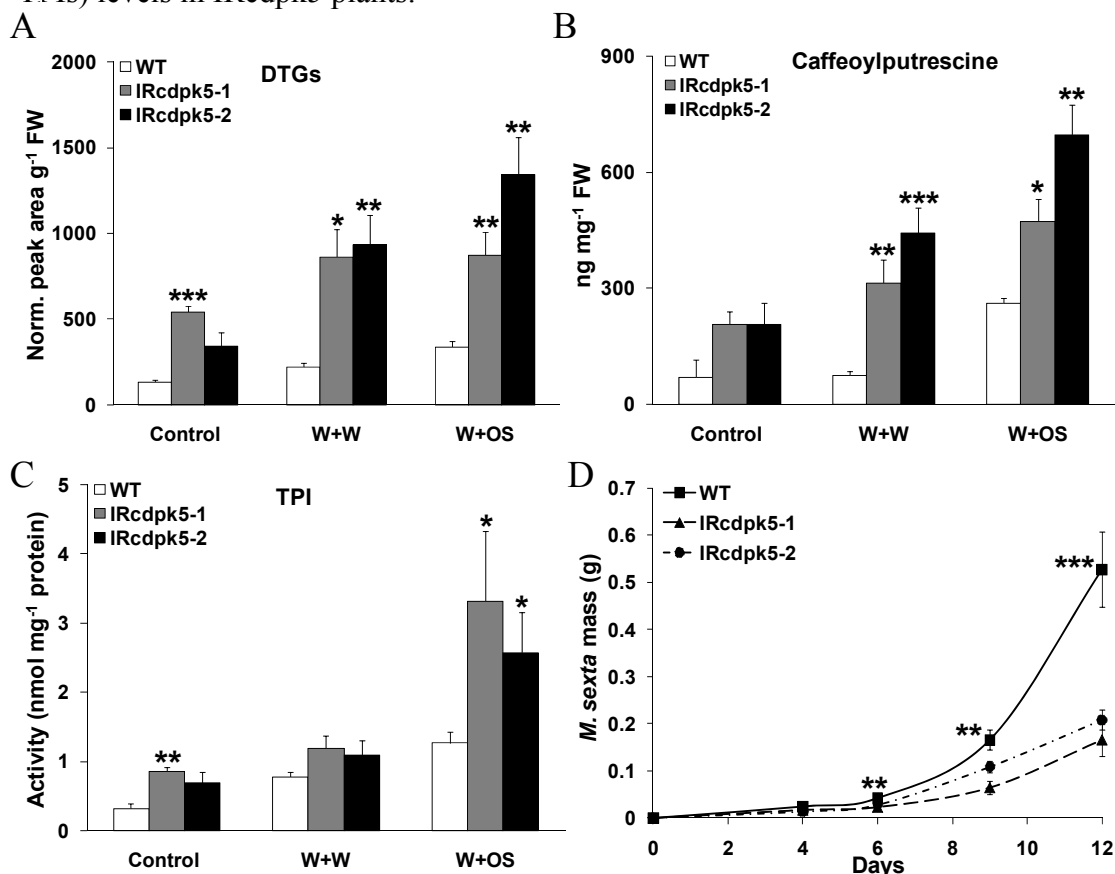 levels in IRcdpk5 plants.
A
2000
1500
1000
500
0
Norm. peak area g⁻¹ FW
DTGs
WT
IRcdpk5-1
IRcdpk5-2
***
*
**
**
**
Control
W+W
W+OS
B
900
600
300
0
ng mg⁻¹ FW
Caffeoylputrescine
WT
IRcdpk5-1
IRcdpk5-2
**
***
*
**
Control
W+W
W+OS
C
5
4
3
2
1
0
Activity (nmol mg⁻¹ protein)
TPI
WT
IRcdpk5-1
IRcdpk5-2
**
*
*
Control
W+W
W+OS
D
0.7
0.6
0.5
0.4
0.3
0.2
0.1
0
M. sexta mass (g)
WT
IRcdpk5-1
IRcdpk5-2
**
**
***
0 2 4 6 8 10 12
Days